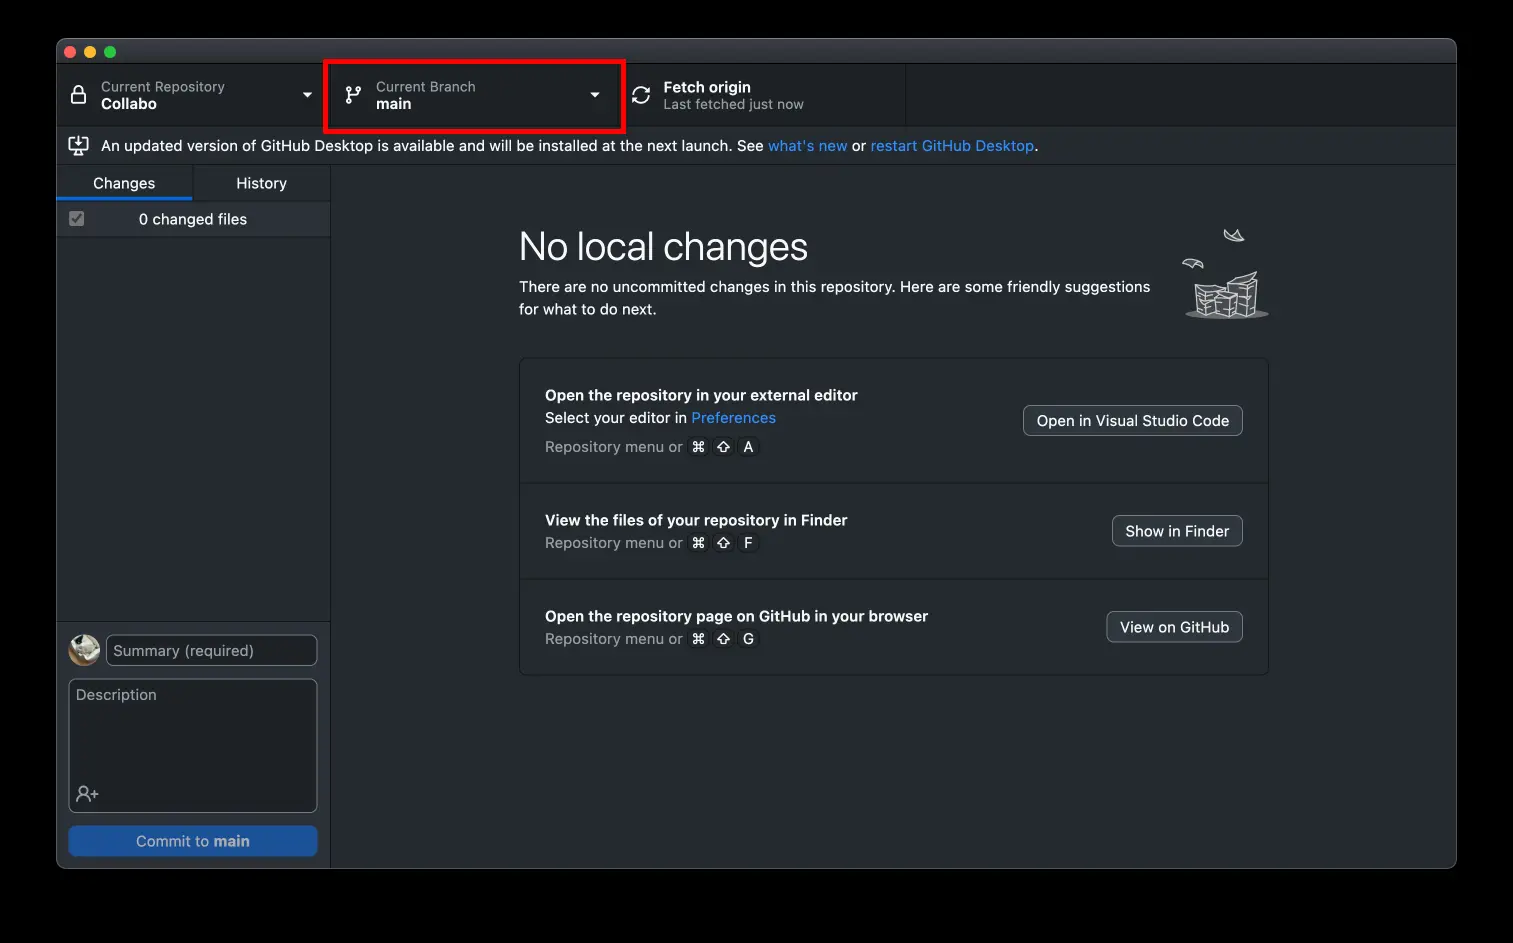 Current Repository
Collabo
Current Branch
main
Fetch origin
Last fetched just now
An updated version of GitHub Desktop is available and will be installed at the next launch. See what's new or restart GitHub Desktop.
Changes
History
0 changed files
No local changes
There are no uncommitted changes in this repository. Here are some friendly suggestions
for what to do next.
Open the repository in your external editor
Select your editor in Preferences
Repository menu or ⌘ ⇧ A
Open in Visual Studio Code
View the files of your repository in Finder
Repository menu or ⌘ ⇧ F
Show in Finder
Open the repository page on GitHub in your browser
Repository menu or ⌘ ⇧ G
View on GitHub
Summary (required)
Description
Commit to main